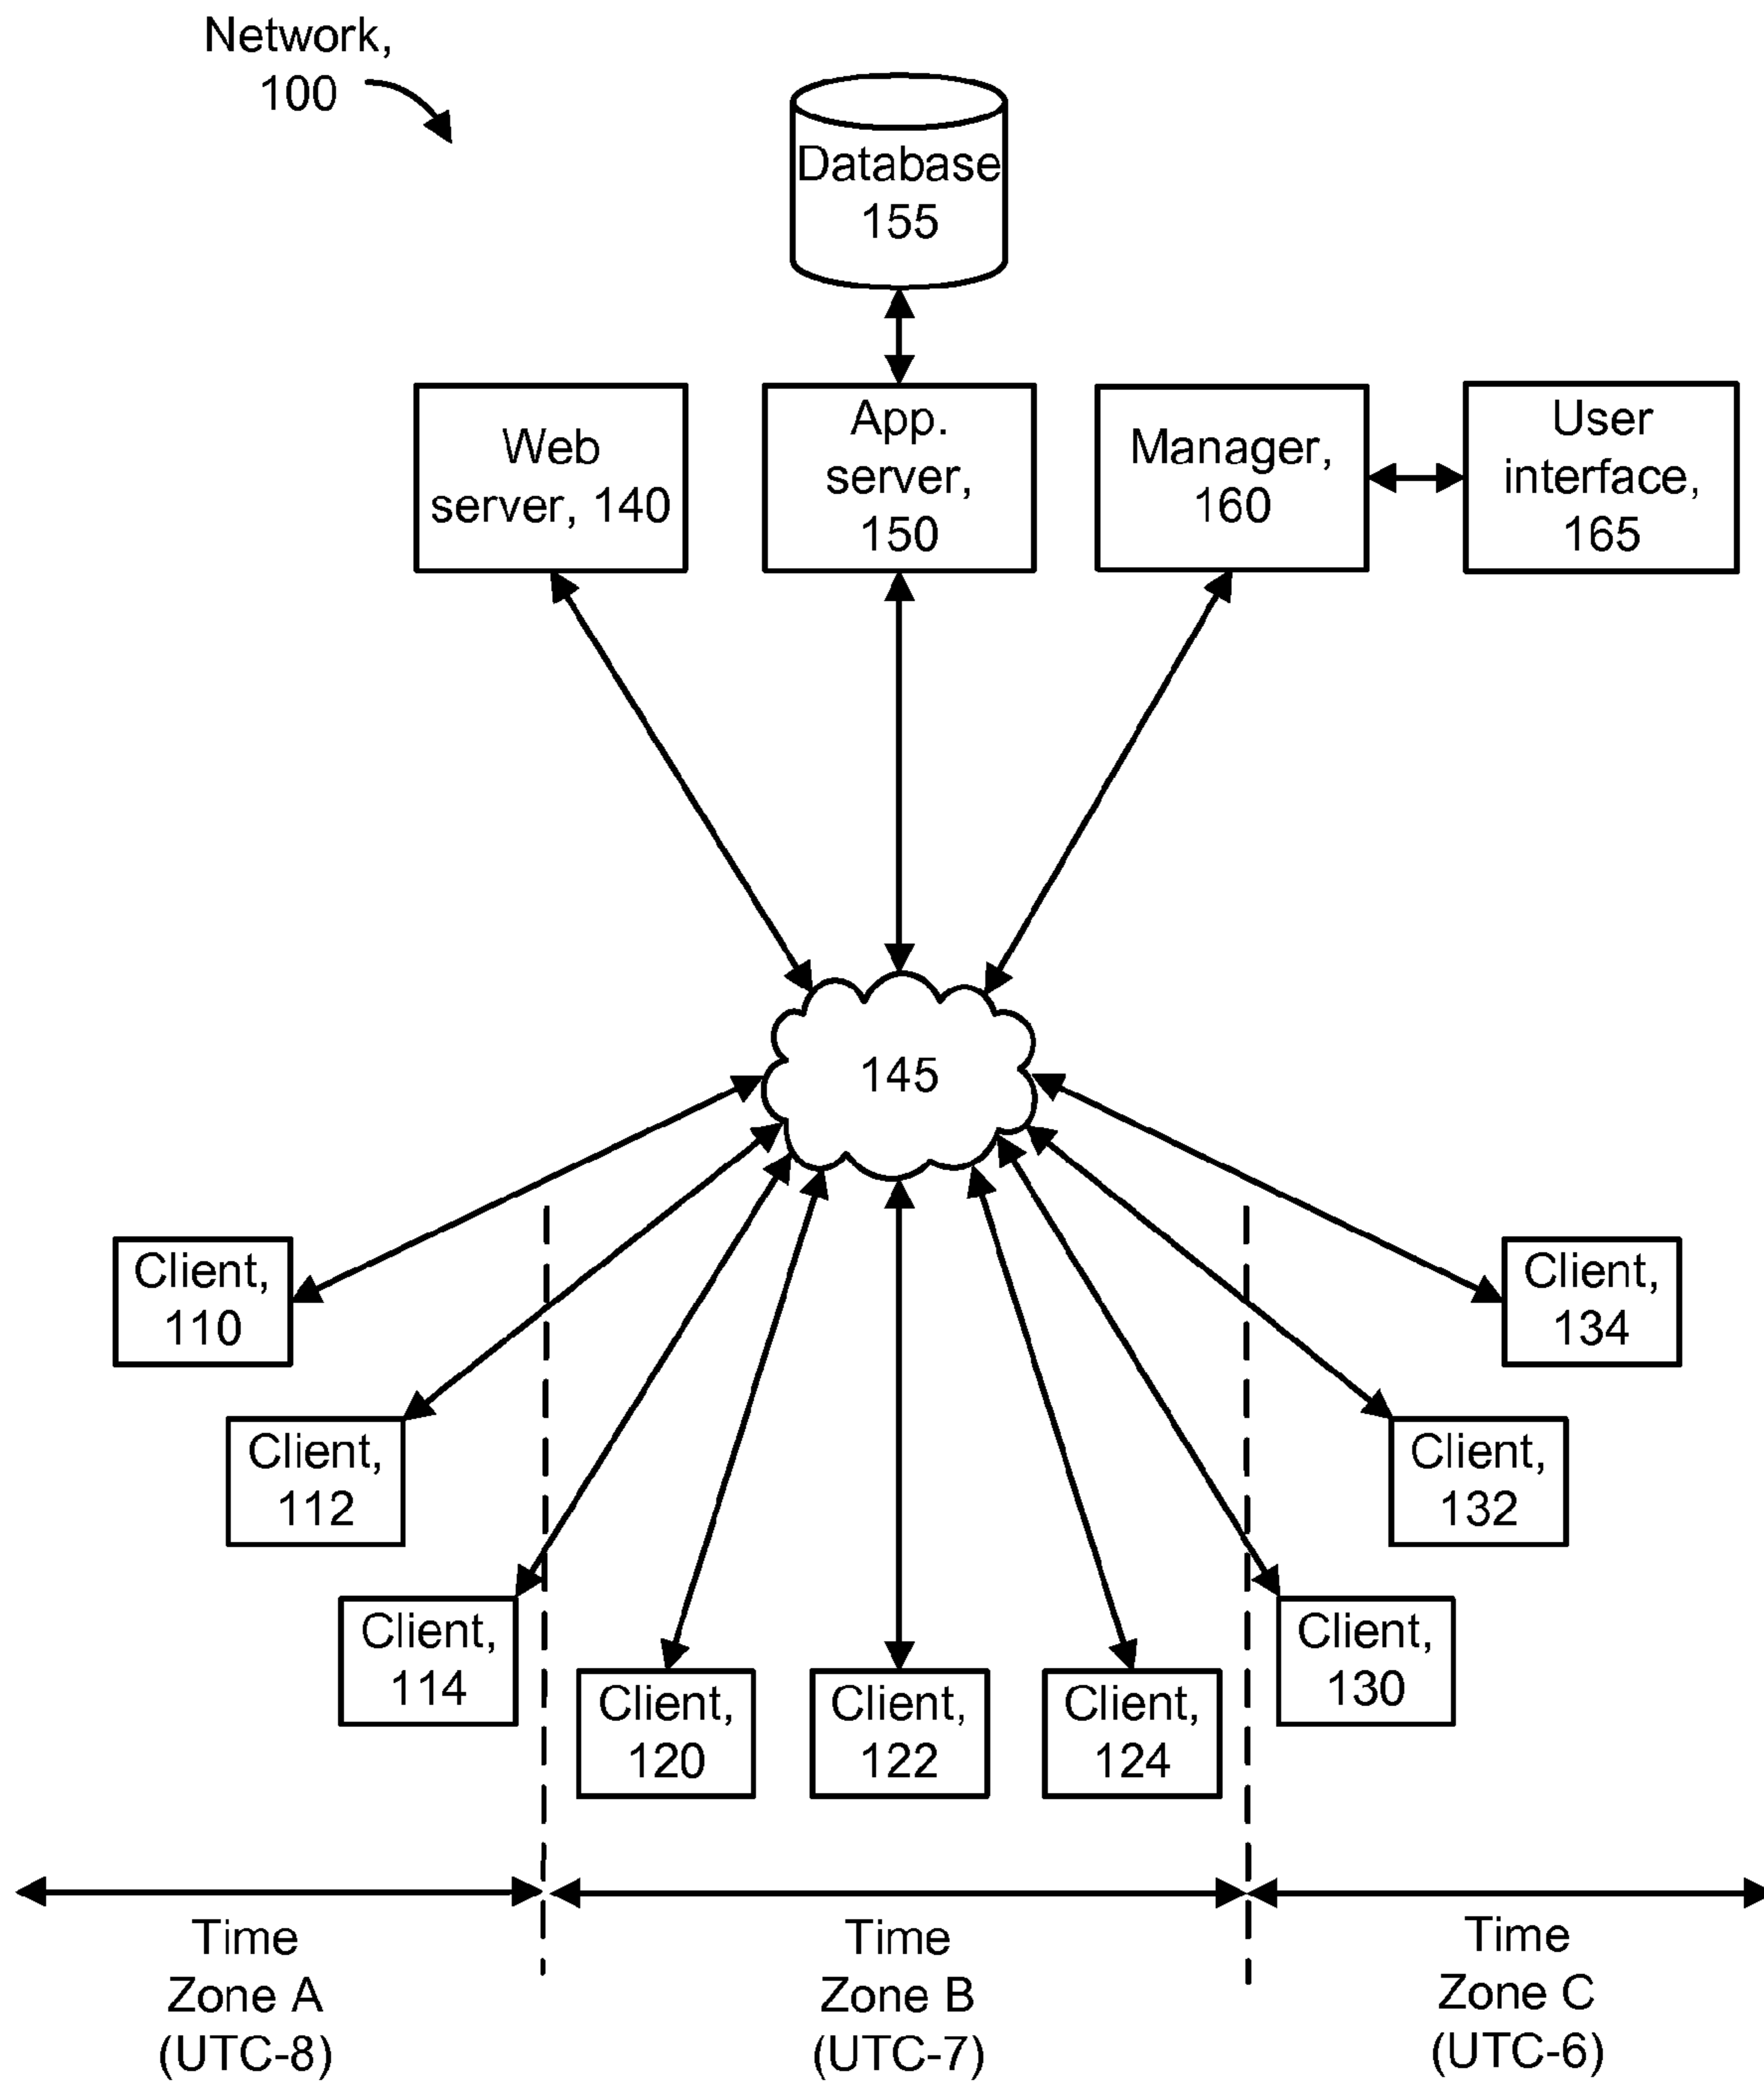 Network,
100
Database
155
Web
server, 140
App.
server,
150
Manager,
160
User
interface,
165
145
Client,
110
Client,
134
Client,
112
Client,
132
Client,
114
Client,
120
Client,
122
Client,
124
Client,
130
Time
Zone A
(UTC-8)
Time
Zone B
(UTC-7)
Time
Zone C
(UTC-6)